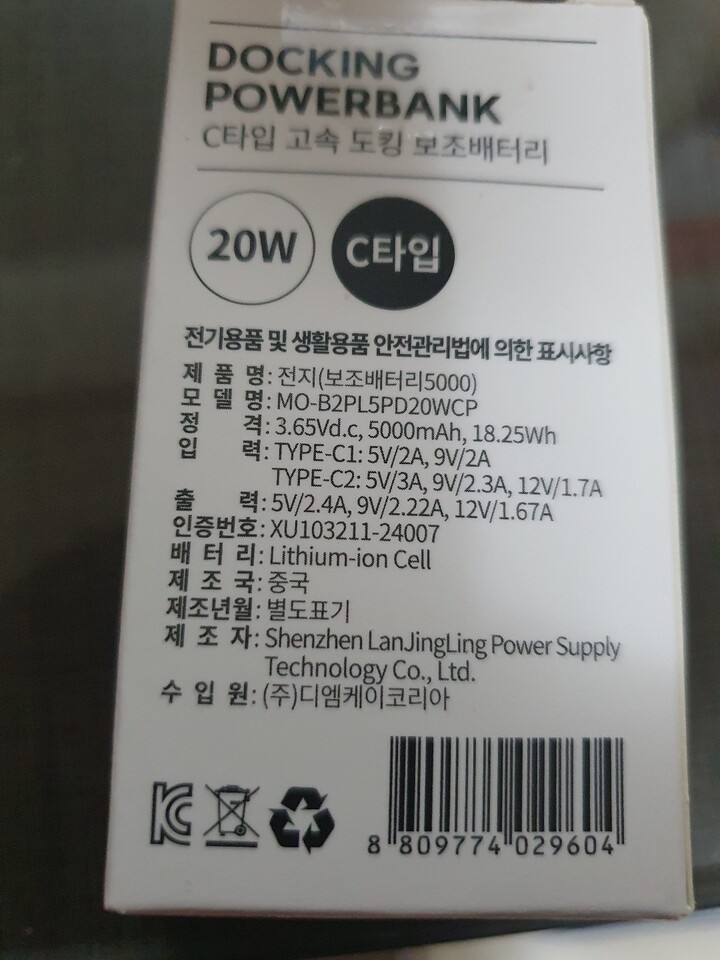 DOCKING
POWERBANK
C타입 고속 도킹 보조배터리
20W C타입
전기용품 및 생활용품 안전관리법에 의한 표시사항
제 품 명: 전지(보조배터리5000)
모 델 명: MO-B2PL5PD20WCP
정 격: 3.65Vd.c, 5000mAh, 18.25Wh
입 력: TYPE-C1: 5V/2A, 9V/2A
TYPE-C2: 5V/3A, 9V/2.3A, 12V/1.7A
출 력: 5V/2.4A, 9V/2.22A, 12V/1.67A
인증번호: XU103211-24007
배 터 리: Lithium-ion Cell
제 조 국: 중국
제조년월: 별도표기
제 조 자: Shenzhen LanJingLing Power Supply
Technology Co., Ltd.
수 입 원: (주)디엠케이코리아
8 809774 029604